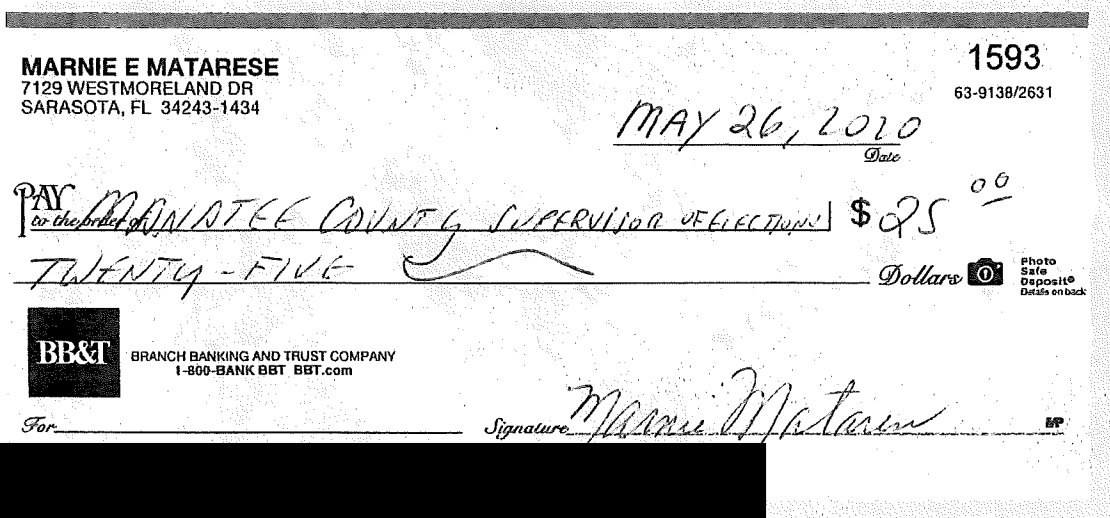 MARNIE E MATARESE
7129 WESTMORELAND DR
SARASOTA, FL 34243-1434
1593
63-9138/2631
MAY 26, 2020
Date
PAY to the order of MANATEE COUNTY SUPERVISOR OF ELECTIONS $ 25 00
TWENTY-FIVE Dollars
Photo Safe Deposit®
Details on back
BB&T
BRANCH BANKING AND TRUST COMPANY
1-800-BANK BBT BBT.com
For
Signature Marnie Matarese
MP